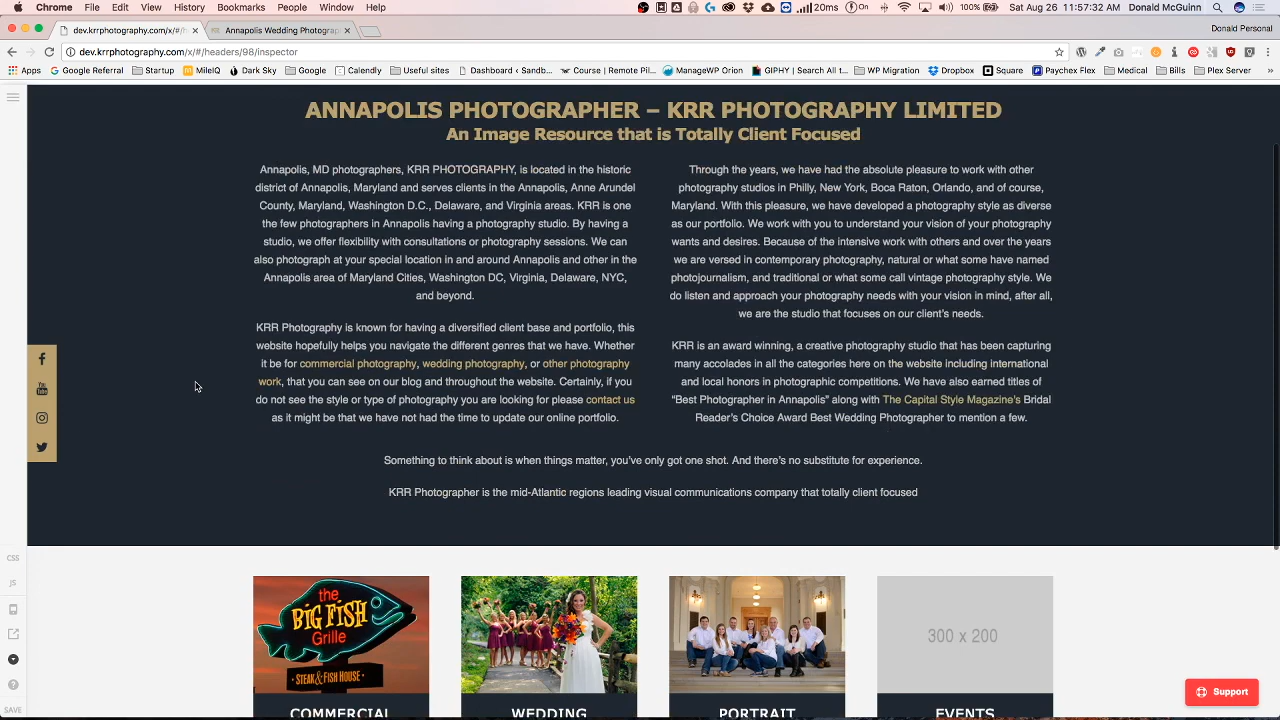 Chrome File Edit View History Bookmarks People Window Help 20ms On 100% Sat Aug 26 11:57:32 Donald McGuinn
dev.krrphotography.com/x/#/h × Annapolis Wedding Photograp × Donald Personal
dev.krrphotography.com/x/#/headers/98/inspector
Apps Google Referral Startup MileIQ Dark Sky Google Calendly Useful Dashboard ‹ Sandb... Course | Remote Pil... ManageWP Orion GIPHY | Search All t... WP Migration Dropbox Square Paychex Flex Medical Bills Plex Server »
ANNAPOLIS PHOTOGRAPHER – KRR PHOTOGRAPHY LIMITED
An Image Resource that is Totally Client Focused
Annapolis, MD photographers, KRR PHOTOGRAPHY, is located in the historic
district of Annapolis, Maryland and serves clients in the Annapolis, Anne Arundel
County, Maryland, Washington D.C., Delaware, and Virginia areas. KRR is one
the few photographers in Annapolis having a photography studio. By having a
studio, we offer flexibility with consultations or photography sessions. We can
also photograph at your special location in and around Annapolis and other in the
Annapolis area of Maryland Cities, Washington DC, Virginia, Delaware, NYC,
and beyond.
KRR Photography is known for having a diversified client base and portfolio, this
website hopefully helps you navigate the different genres that we have. Whether
it be for commercial photography, wedding photography, or other photography
work, that you can see on our blog and throughout the website. Certainly, if you
do not see the style or type of photography you are looking for please contact us
as it might be that we have not had the time to update our online portfolio.
Through the years, we have had the absolute pleasure to work with other
photography studios in Philly, New York, Boca Raton, Orlando, and of course,
Maryland. With this pleasure, we have developed a photography style as diverse
as our portfolio. We work with you to understand your vision of your photography
wants and desires. Because of the intensive work with others and over the years
we are versed in contemporary photography, natural or what some have named
photojournalism, and traditional or what some call vintage photography style. We
do listen and approach your photography needs with your vision in mind, after all,
we are the studio that focuses on our client's needs.
KRR is an award winning, a creative photography studio that has been capturing
many accolades in all the categories here on the website including international
and local honors in photographic competitions. We have also earned titles of
"Best Photographer in Annapolis" along with The Capital Style Magazine's Bridal
Reader's Choice Award Best Wedding Photographer to mention a few.
Something to think about is when things matter, you've only got one shot. And there's no substitute for experience.
KRR Photographer is the mid-Atlantic regions leading visual communications company that totally client focused
You Tube
CSS
JS
SAVE
the
BIG FISH
Grille
STEAK & FISH HOUSE
300 x 200
COMMERCIAL WEDDING PORTRAIT EVENTS
Support